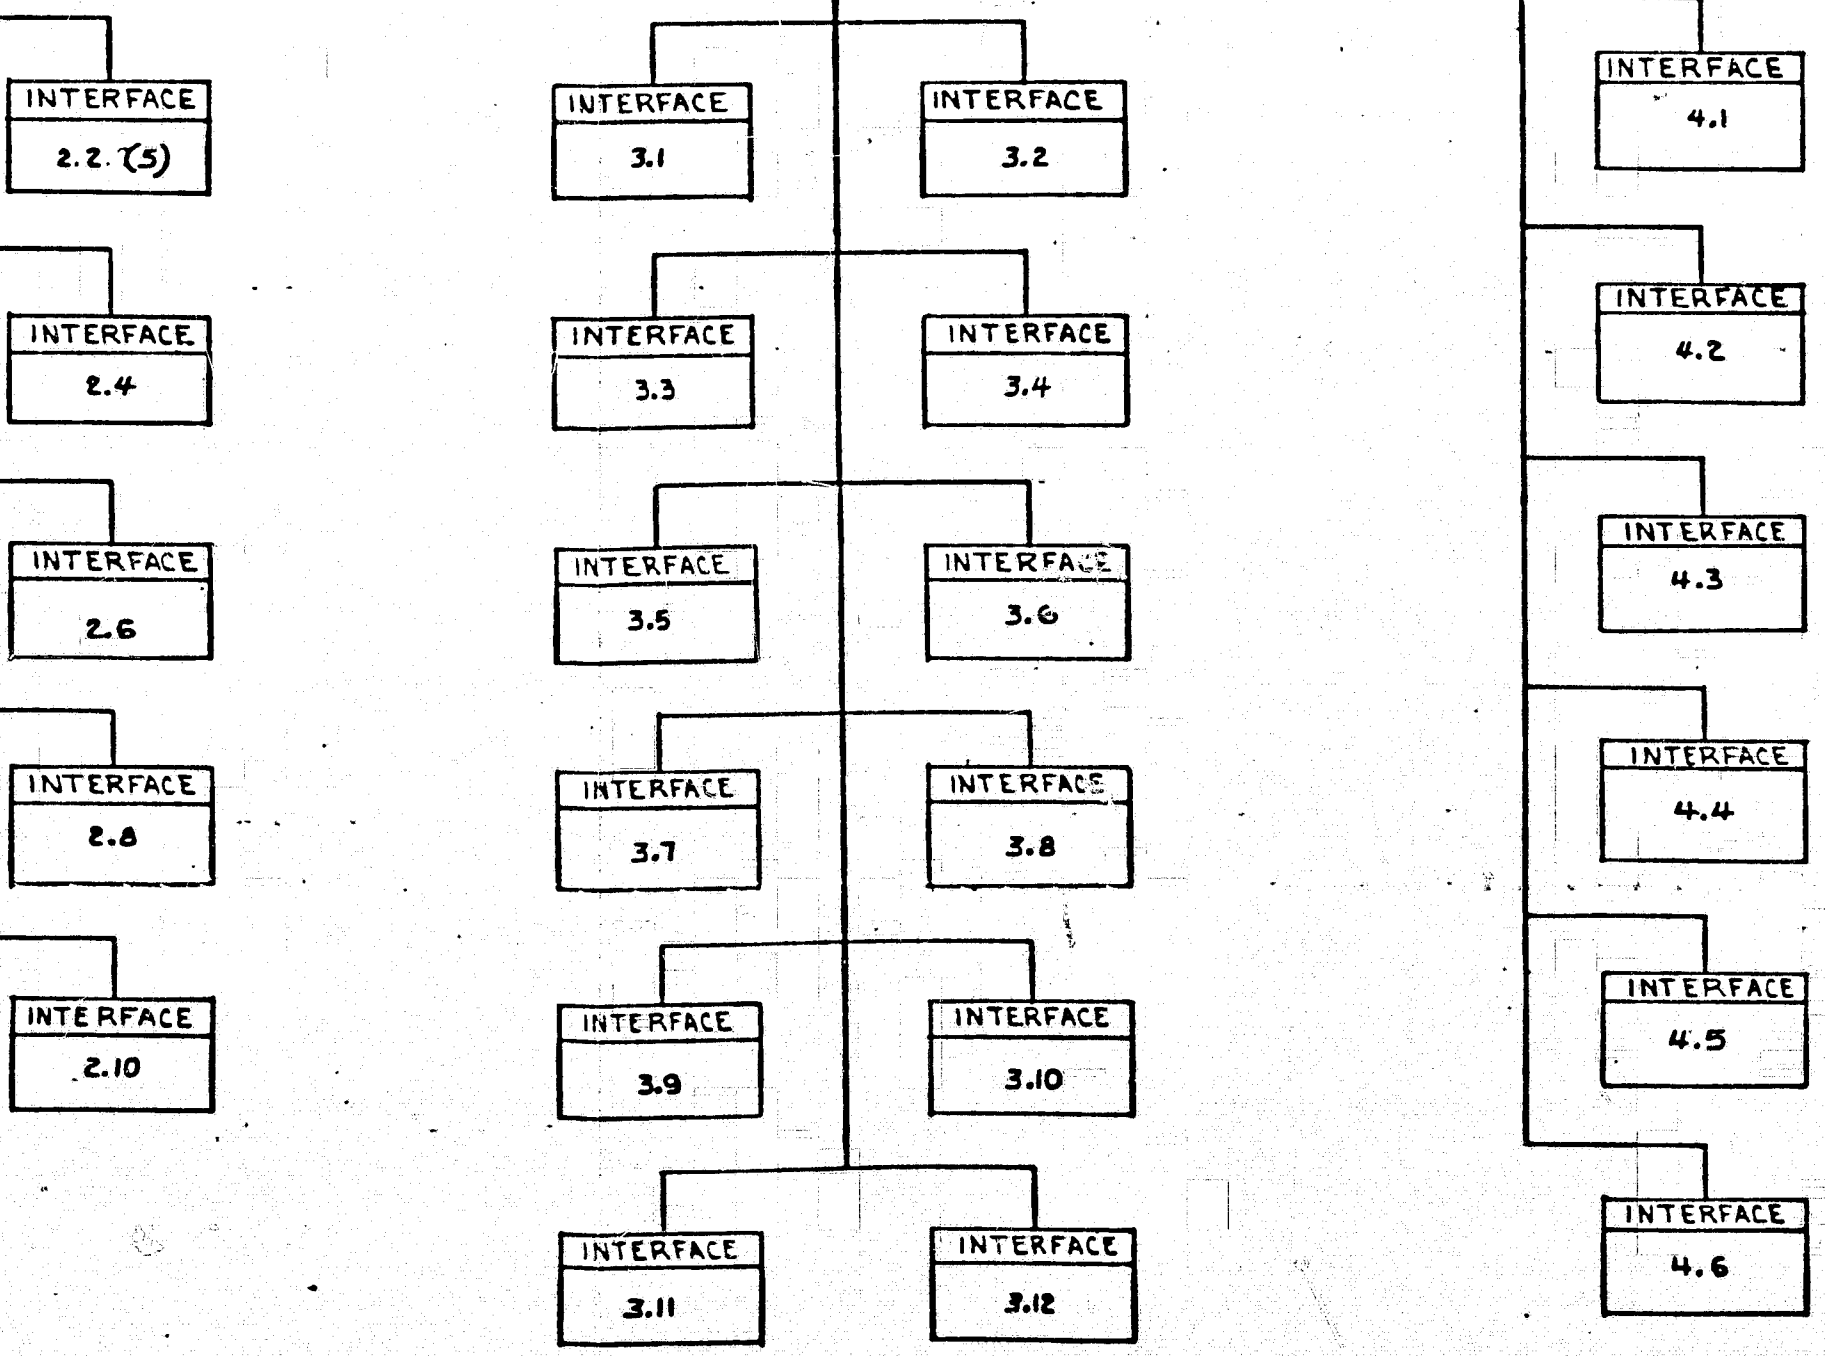 INTERFACE
2.2. (5)
INTERFACE
2.4
INTERFACE
2.6
INTERFACE
2.8
INTERFACE
2.10
INTERFACE
3.1
INTERFACE
3.2
INTERFACE
3.3
INTERFACE
3.4
INTERFACE
3.5
INTERFACE
3.6
INTERFACE
3.7
INTERFACE
3.8
INTERFACE
3.9
INTERFACE
3.10
INTERFACE
3.11
INTERFACE
3.12
INTERFACE
4.1
INTERFACE
4.2
INTERFACE
4.3
INTERFACE
4.4
INTERFACE
4.5
INTERFACE
4.6